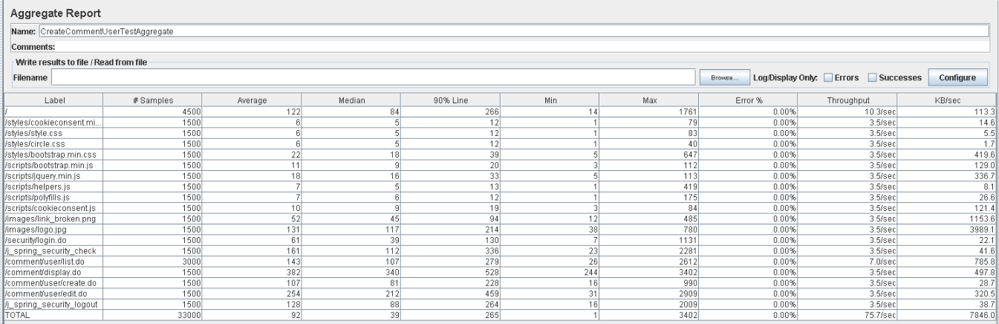 Aggregate Report
Name: CreateCommentUserTestAggregate
Comments:
Write results to file / Read from file
Filename Browse... Log/Display Only: Errors Successes Configure
Label # Samples Average Median 90% Line Min Max Error % Throughput KB/sec
/ 4500 122 84 266 14 1761 0.00% 10.3/sec 113.3
/styles/cookieconsent.mi... 1500 6 5 12 1 79 0.00% 3.5/sec 14.6
/styles/style.css 1500 6 5 12 1 83 0.00% 3.5/sec 5.5
/styles/circle.css 1500 6 5 12 1 40 0.00% 3.5/sec 1.7
/styles/bootstrap.min.css 1500 22 18 39 5 647 0.00% 3.5/sec 419.6
/scripts/bootstrap.min.js 1500 11 9 20 3 112 0.00% 3.5/sec 129.0
/scripts/jquery.min.js 1500 18 16 33 5 113 0.00% 3.5/sec 336.7
/scripts/helpers.js 1500 7 5 13 1 419 0.00% 3.5/sec 8.1
/scripts/polyfills.js 1500 7 6 12 1 175 0.00% 3.5/sec 26.6
/scripts/cookieconsent.js 1500 10 9 19 3 84 0.00% 3.5/sec 121.4
/images/link_broken.png 1500 52 45 94 12 485 0.00% 3.5/sec 1153.6
/images/logo.jpg 1500 131 117 214 38 780 0.00% 3.5/sec 3989.1
/security/login.do 1500 61 39 130 7 1131 0.00% 3.5/sec 22.1
/j_spring_security_check 1500 161 112 336 23 2281 0.00% 3.5/sec 41.6
/comment/user/list.do 3000 143 107 279 26 2612 0.00% 7.0/sec 785.8
/comment/display.do 1500 382 340 528 244 3402 0.00% 3.5/sec 497.8
/comment/user/create.do 1500 107 81 228 16 990 0.00% 3.5/sec 28.7
/comment/user/edit.do 1500 254 212 459 31 2909 0.00% 3.5/sec 320.5
/j_spring_security_logout 1500 128 88 264 16 2009 0.00% 3.5/sec 38.7
TOTAL 33000 92 39 265 1 3402 0.00% 75.7/sec 7846.0